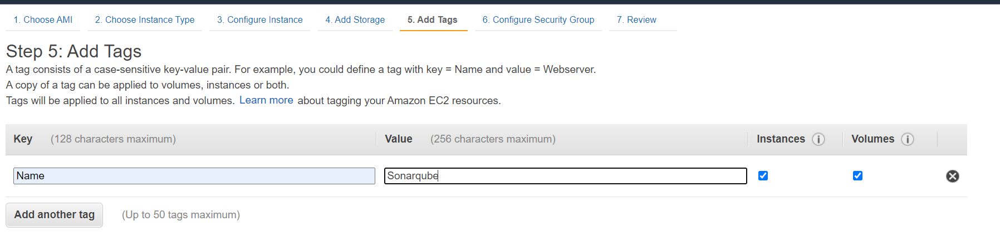 1. Choose AMI 2. Choose Instance Type 3. Configure Instance 4. Add Storage 5. Add Tags 6. Configure Security Group 7. Review
Step 5: Add Tags
A tag consists of a case-sensitive key-value pair. For example, you could define a tag with key = Name and value = Webserver.
A copy of a tag can be applied to volumes, instances or both.
Tags will be applied to all instances and volumes. Learn more about tagging your Amazon EC2 resources.
Key (128 characters maximum) Value (256 characters maximum) Instances i Volumes i
Name Sonarqube
Add another tag (Up to 50 tags maximum)